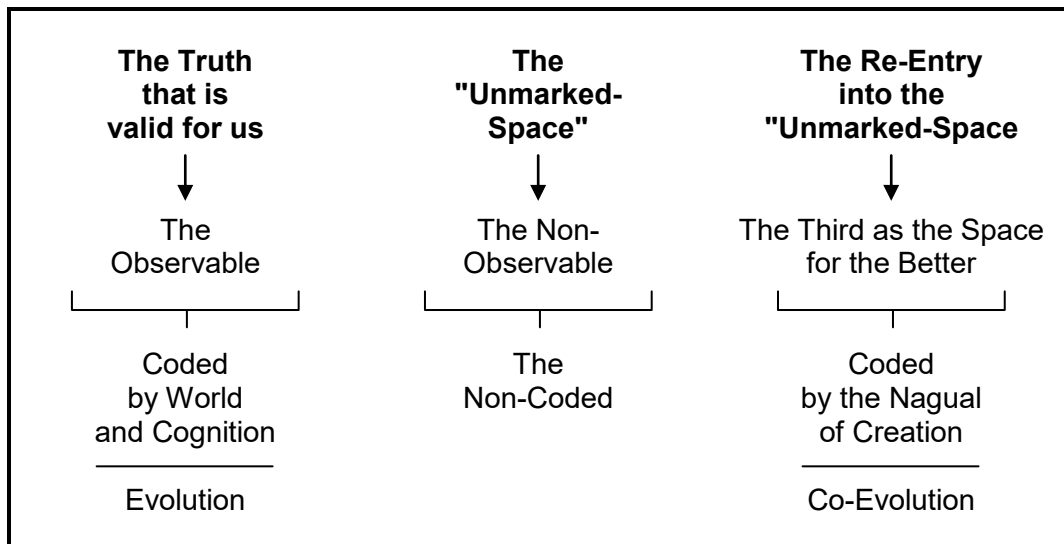 The Truth
that is
valid for us
The
Observable
Coded
by World
and Cognition
Evolution
The
"Unmarked-
Space"
The Non-
Observable
The
Non-Coded
The Re-Entry
into the
"Unmarked-Space
The Third as the Space
for the Better
Coded
by the Nagual
of Creation
Co-Evolution